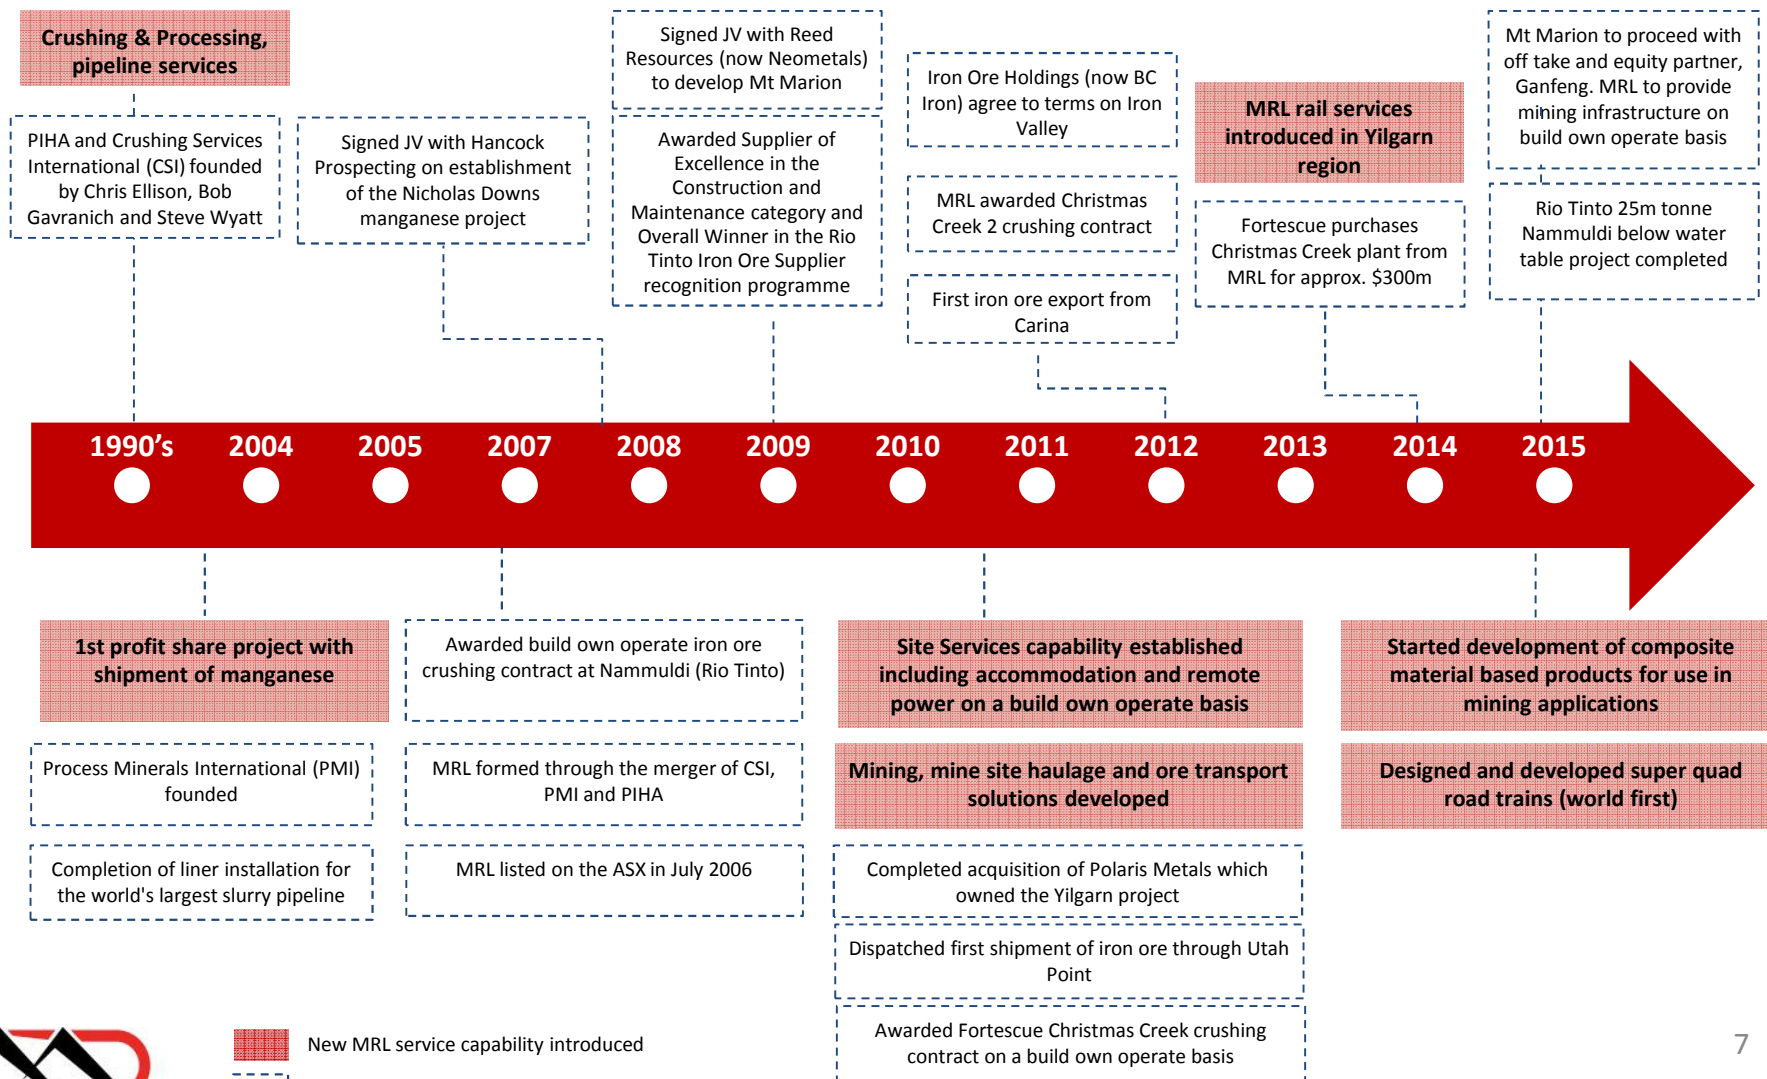 Crushing & Processing,
pipeline services
PIHA and Crushing Services
International (CSI) founded
by Chris Ellison, Bob
Gavranich and Steve Wyatt
Signed JV with Hancock
Prospecting on establishment
of the Nicholas Downs
manganese project
Signed JV with Reed
Resources (now Neometals)
to develop Mt Marion
Awarded Supplier of
Excellence in the
Construction and
Maintenance category and
Overall Winner in the Rio
Tinto Iron Ore Supplier
recognition programme
Iron Ore Holdings (now BC
Iron) agree to terms on Iron
Valley
MRL awarded Christmas
Creek 2 crushing contract
First iron ore export from
Carina
MRL rail services
introduced in Yilgarn
region
Fortescue purchases
Christmas Creek plant from
MRL for approx. $300m
Mt Marion to proceed with
off take and equity partner,
Ganfeng. MRL to provide
mining infrastructure on
build own operate basis
Rio Tinto 25m tonne
Nammuldi below water
table project completed
1990's 2004 2005 2007 2008 2009 2010 2011 2012 2013 2014 2015
1st profit share project with
shipment of manganese
Process Minerals International (PMI)
founded
Completion of liner installation for
the world's largest slurry pipeline
Awarded build own operate iron ore
crushing contract at Nammuldi (Rio Tinto)
MRL formed through the merger of CSI,
PMI and PIHA
MRL listed on the ASX in July 2006
Site Services capability established
including accommodation and remote
power on a build own operate basis
Mining, mine site haulage and ore transport
solutions developed
Completed acquisition of Polaris Metals which
owned the Yilgarn project
Dispatched first shipment of iron ore through Utah
Point
Awarded Fortescue Christmas Creek crushing
contract on a build own operate basis
Started development of composite
material based products for use in
mining applications
Designed and developed super quad
road trains (world first)
New MRL service capability introduced
7